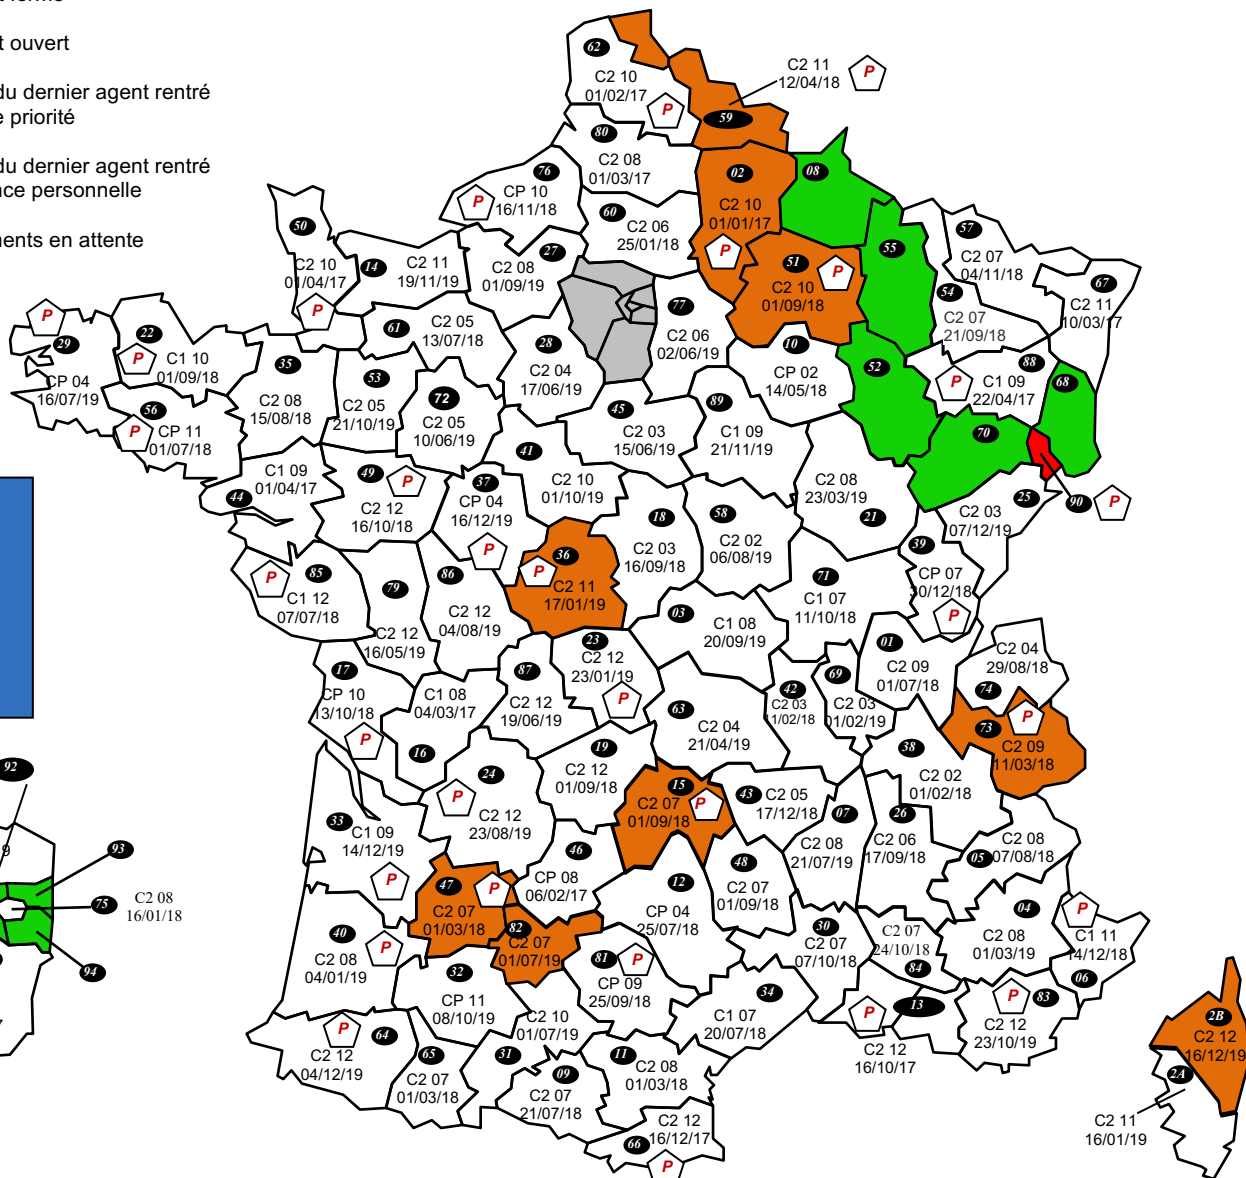 t ouvert
du dernier agent rentré
e priorité
du dernier agent rentré
nce personnelle
nents en attente
62
C2 10
01/02/17
P
C2 11
12/04/18
P
59
80
C2 08
01/03/17
76
CP 10
16/11/18
P
02
C2 10
01/01/17
P
08
60
C2 06
25/01/18
50
C2 10
01/04/17
P
14
C2 11
19/11/19
27
C2 08
01/09/19
51
P
C2 10
01/09/18
55
57
C2 07
04/11/18
67
C2 11
10/03/17
54
C2 07
21/09/18
77
C2 06
02/06/19
61
C2 05
13/07/18
P
29
CP 04
16/07/19
22
P
C1 10
01/09/18
35
C2 08
15/08/18
53
C2 05
21/10/19
72
C2 05
10/06/19
28
C2 04
17/06/19
10
CP 02
14/05/18
52
88
P
C1 09
22/04/17
68
56
P
CP 11
01/07/18
45
C2 03
15/06/19
89
C1 09
21/11/19
70
41
C2 10
01/10/19
C1 09
01/04/17
44
49
P
C2 12
16/10/18
37
CP 04
16/12/19
P
18
C2 03
16/09/18
58
C2 02
06/08/19
C2 08
23/03/19
21
25
C2 03
07/12/19
90
P
36
P
C2 11
17/01/19
39
CP 07
30/12/18
P
85
P
C1 12
07/07/18
79
C2 12
16/05/19
86
C2 12
04/08/19
71
C1 07
11/10/18
03
C1 08
20/09/19
23
C2 12
23/01/19
P
01
C2 09
01/07/18
C2 04
29/08/18
74
17
CP 10
13/10/18
P
C1 08
04/03/17
16
87
C2 12
19/06/19
63
C2 04
21/04/19
42
C2 03
69
C2 03
01/02/19
73
P
C2 09
11/03/18
38
C2 02
01/02/18
24
P
C2 12
23/08/19
19
C2 12
01/09/18
15
C2 07
P
01/09/18
43
C2 05
17/12/18
07
C2 08
21/07/19
26
C2 06
17/09/18
C2 08
07/08/18
05
92
93
75
C2 08
16/01/18
94
33
C1 09
14/12/19
P
46
CP 08
06/02/17
47
P
C2 07
01/03/18
12
CP 04
25/07/18
48
C2 07
01/09/18
82
C2 07
01/07/19
40
P
C2 08
04/01/19
81
P
CP 09
25/09/18
30
C2 07
07/10/18
C2 07
24/10/18
84
04
C2 08
01/03/19
P
C1 11
14/12/18
06
32
CP 11
08/10/19
34
C1 07
20/07/18
P
13
C2 12
16/10/17
P
83
C2 12
23/10/19
P
64
C2 12
04/12/19
65
C2 07
01/03/18
C2 10
01/07/19
31
09
C2 07
21/07/18
11
C2 08
01/03/18
C2 12
16/12/17
66
P
2B
C2 12
16/12/19
2A
C2 11
16/01/19